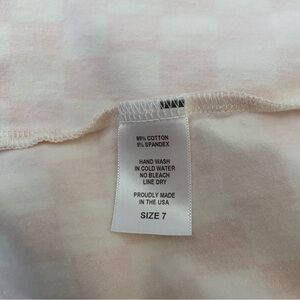 95% COTTON
5% SPANDEX
HAND WASH
IN COLD WATER
NO BLEACH
LINE DRY
PROUDLY MADE
IN THE USA
SIZE 7